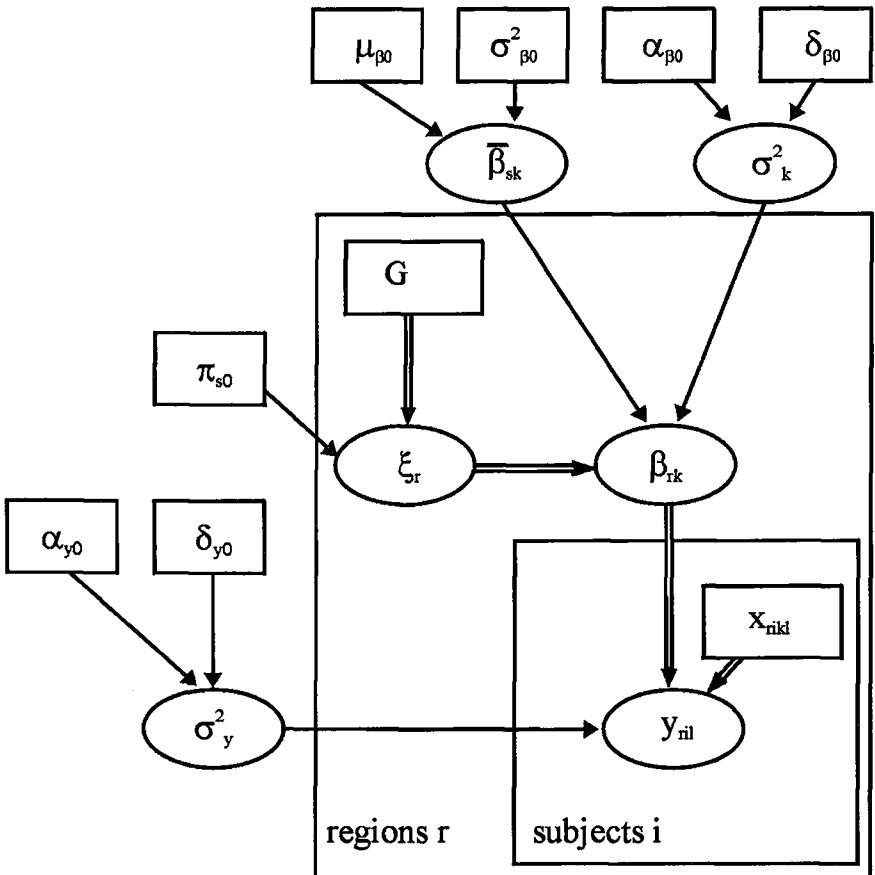 μβ0 σ²β0 αβ0 δβ0
β̅sk σ²k
G
πs0
ξr βrk
αy0 δy0
xrikl
σ²y yril
regions r subjects i